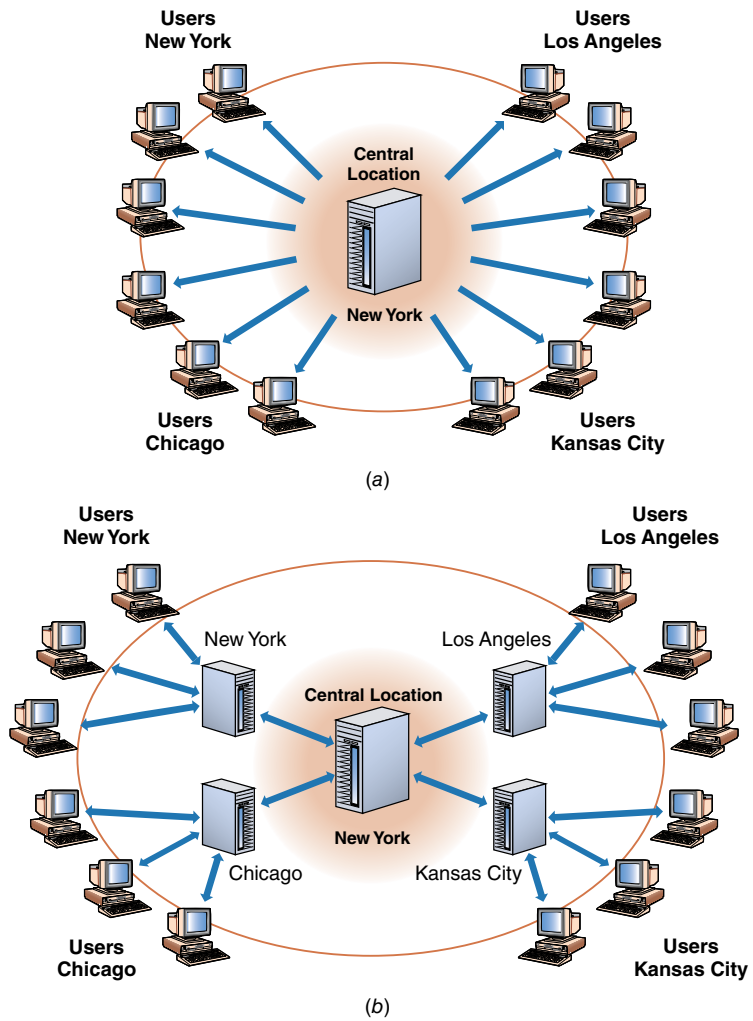 Users
New York
Users
Los Angeles
Central
Location
New York
Users
Chicago
Users
Kansas City
(a)
Users
New York
Users
Los Angeles
New York
Los Angeles
Central Location
New York
Chicago
Kansas City
Users
Chicago
Users
Kansas City
(b)